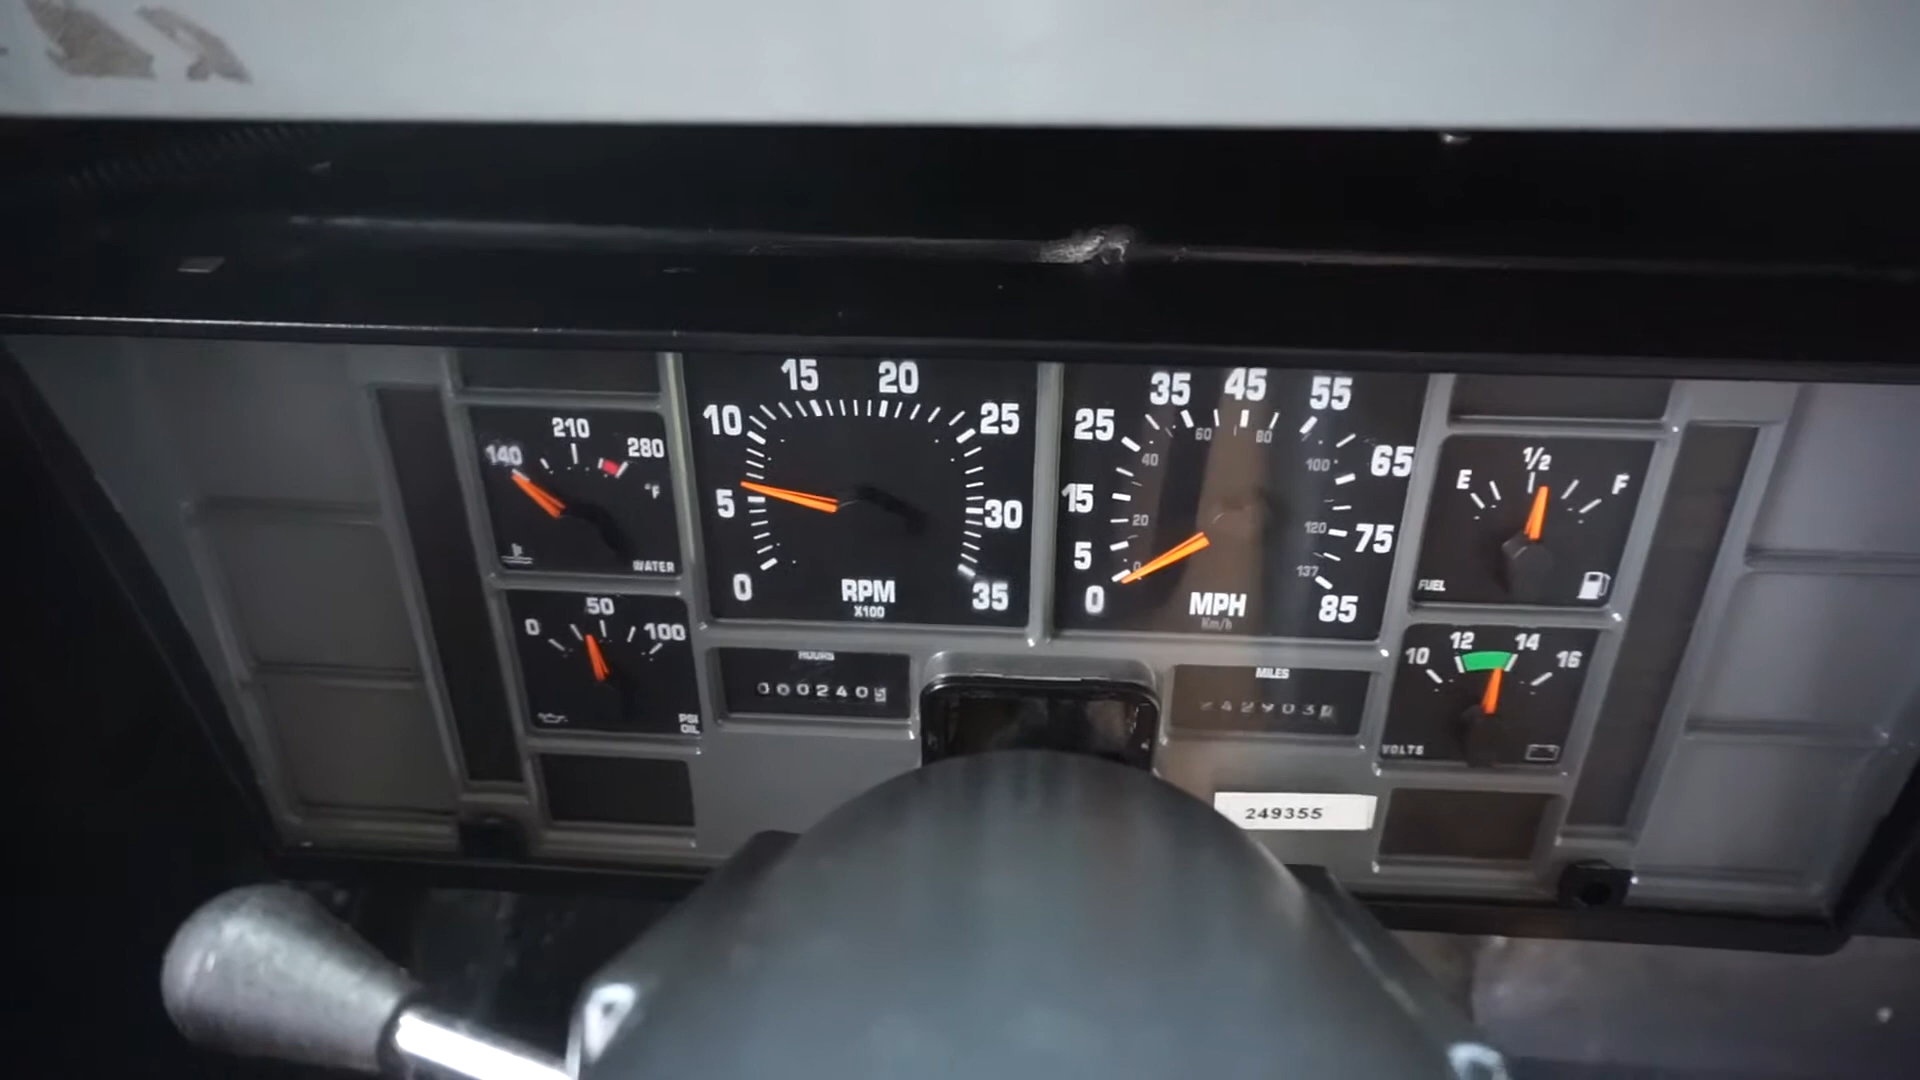 140 210 280
°F
WATER
0 50 100
PSI
OIL
0 5 10 15 20 25 30 35
RPM
X100
HOURS
0 5 15 25 35 45 55 65 75 85
0 20 40 60 80 100 120 137
MPH
Km/h
MILES
249355
E 1/2 F
FUEL
10 12 14 16
VOLTS